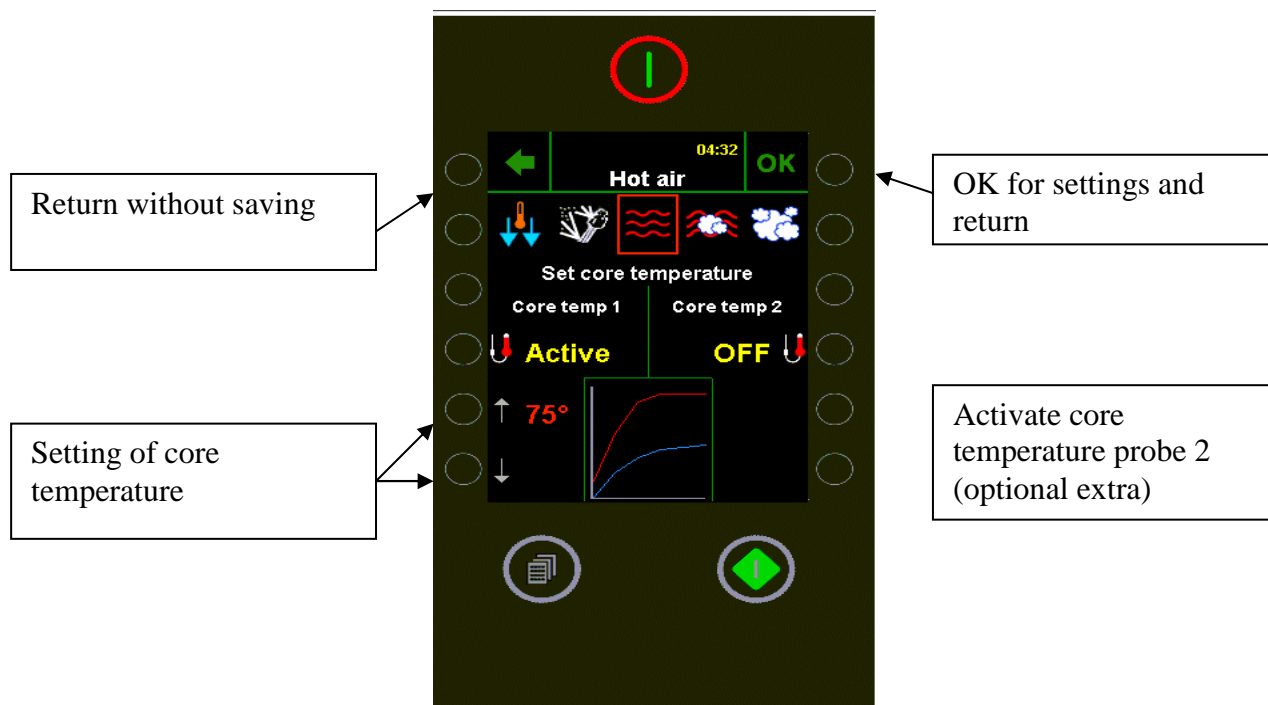 04:32
OK
Hot air
Return without saving
OK for settings and
return
Set core temperature
Core temp 1
Core temp 2
Active
OFF
75°
Setting of core
temperature
Activate core
temperature probe 2
(optional extra)